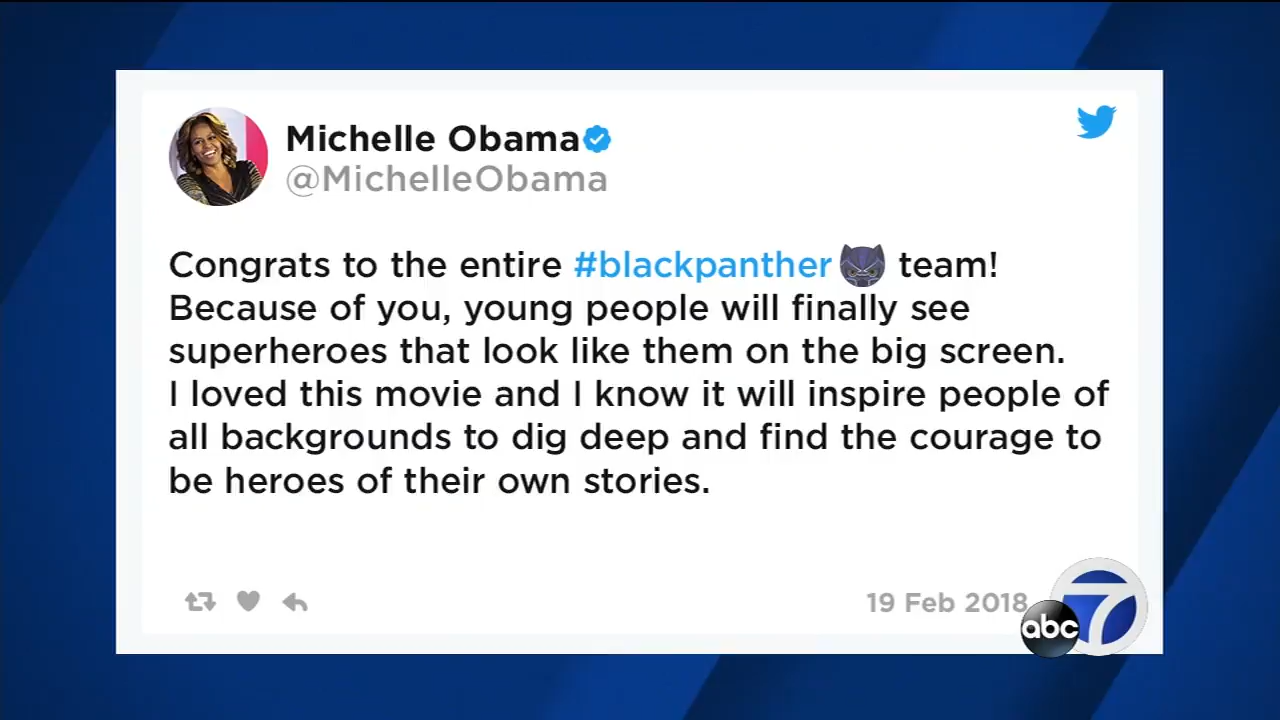 Michelle Obama
@MichelleObama
Congrats to the entire #blackpanther team!
Because of you, young people will finally see
superheroes that look like them on the big screen.
I loved this movie and I know it will inspire people of
all backgrounds to dig deep and find the courage to
be heroes of their own stories.
19 Feb 2018
abc 7